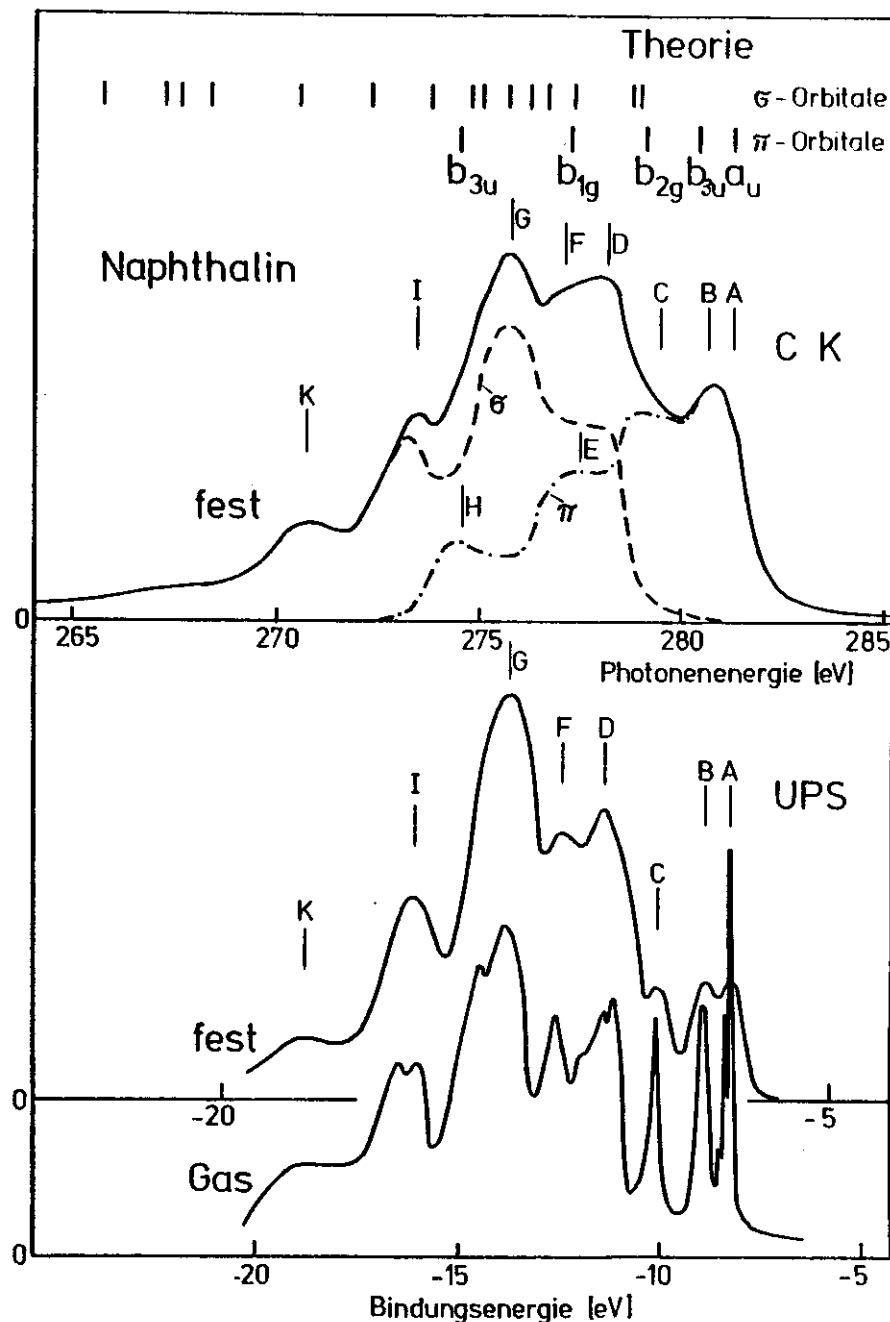 Theorie
σ-Orbitale
π-Orbitale
b3u b1g b2g b3u au
G
F D
Naphthalin
I C B A
C K
K
σ
E
fest
H π
0
265 270 275 280 285
Photonenenergie [eV]
G
F D
I B A
UPS
C
K
fest
0
-20 -5
Gas
0
-20 -15 -10 -5
Bindungsenergie [eV]